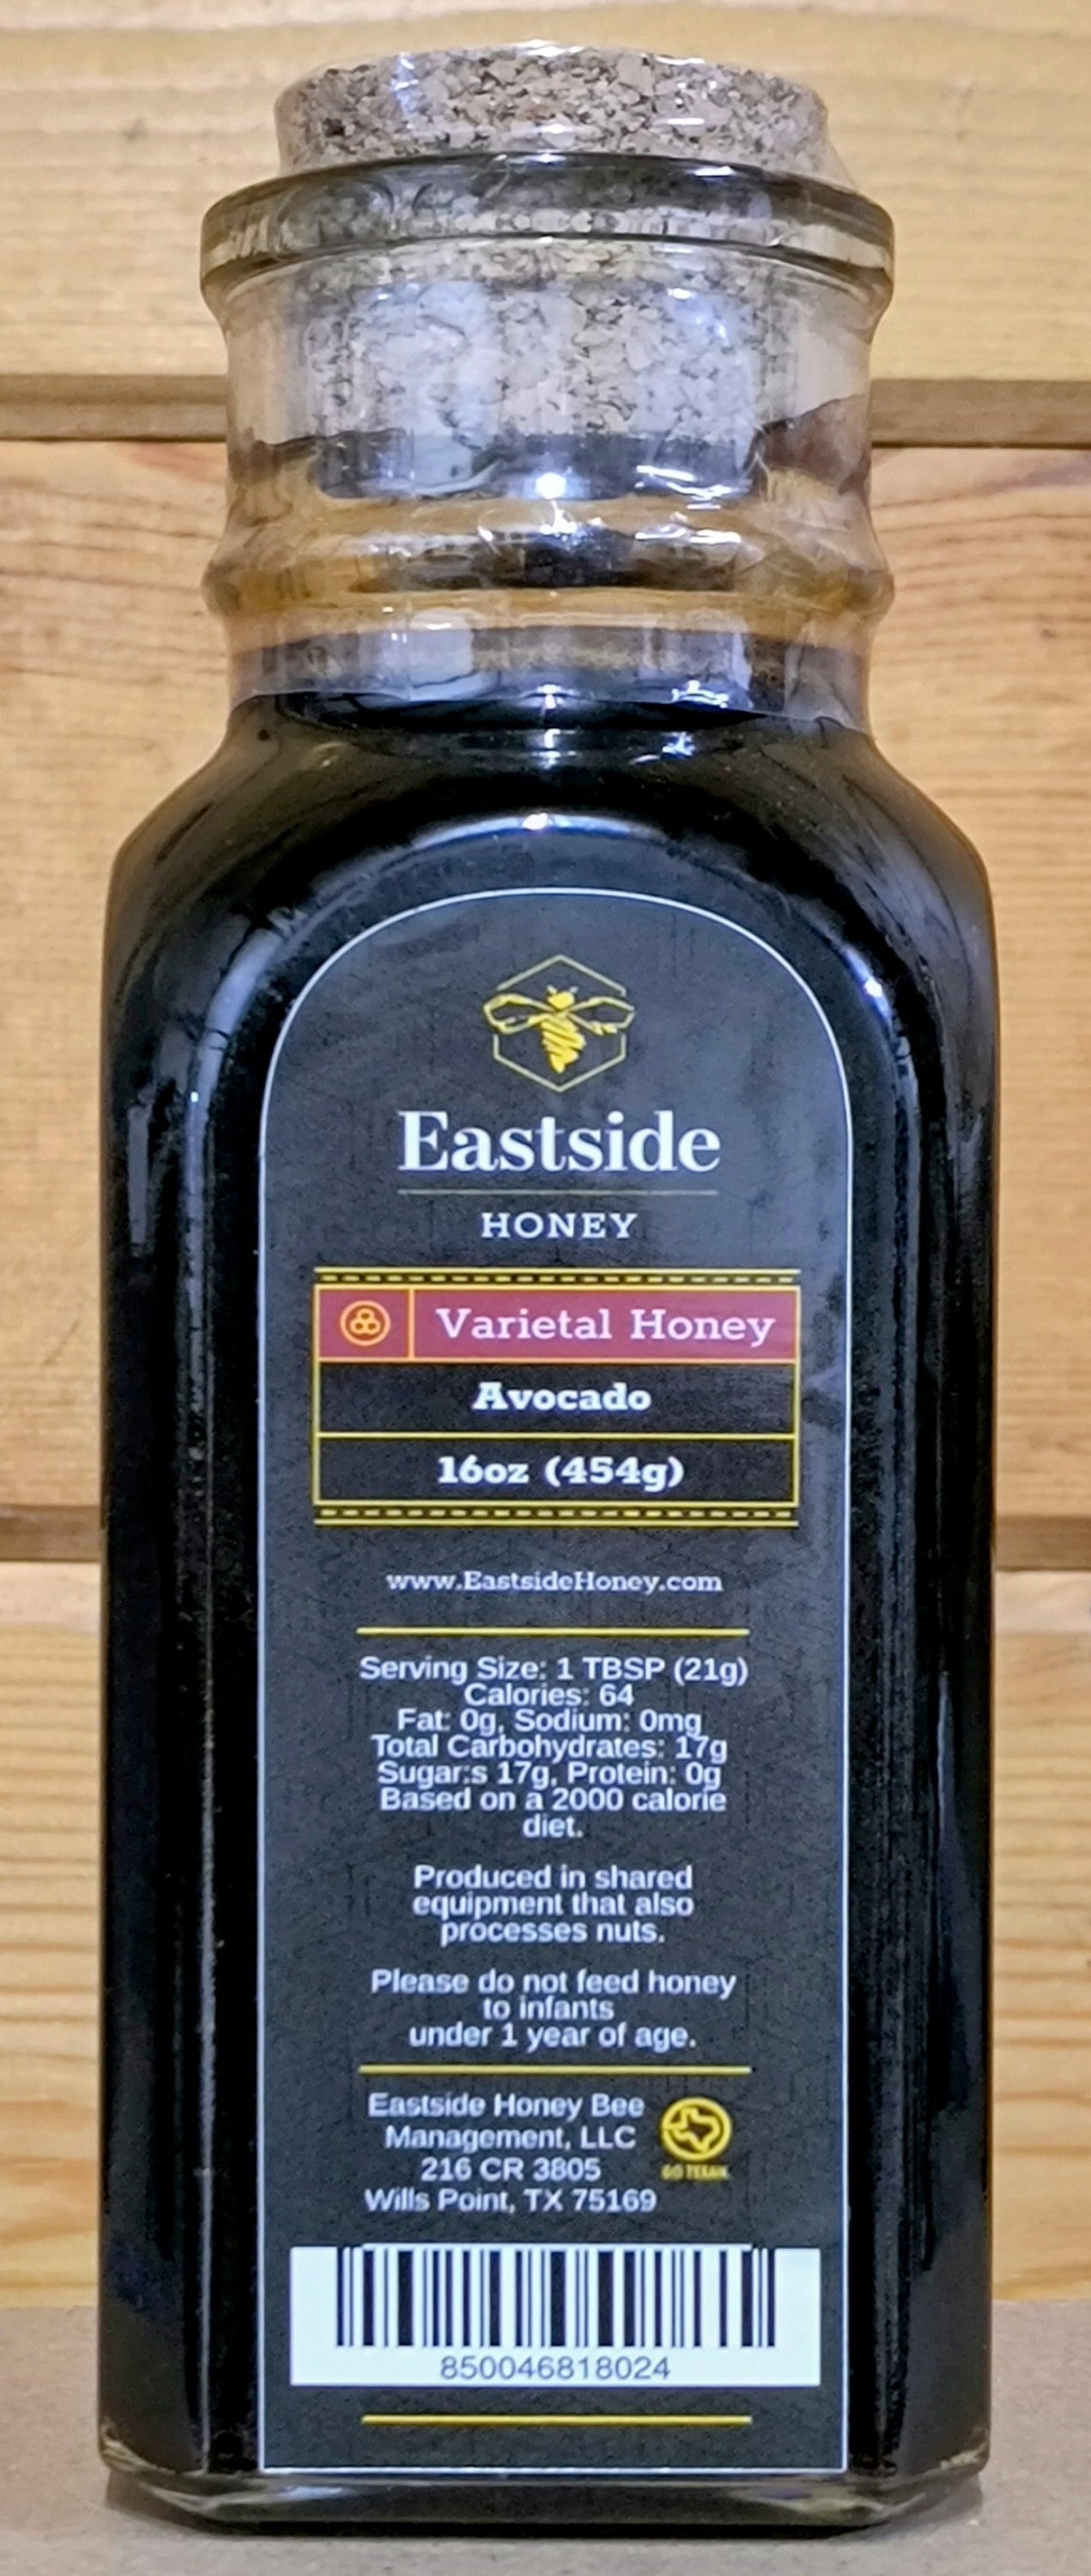 Eastside
HONEY
Varietal Honey
Avocado
16oz (454g)
www.EastsideHoney.com
Serving Size: 1 TBSP (21g)
Calories: 64
Fat: 0g, Sodium: 0mg
Total Carbohydrates: 17g
Sugar:s 17g, Protein: 0g
Based on a 2000 calorie
diet.
Produced in shared
equipment that also
processes nuts.
Please do not feed honey
to infants
under 1 year of age.
Eastside Honey Bee
Management, LLC
216 CR 3805
Wills Point, TX 75169
GO TEXAN.
850046818024